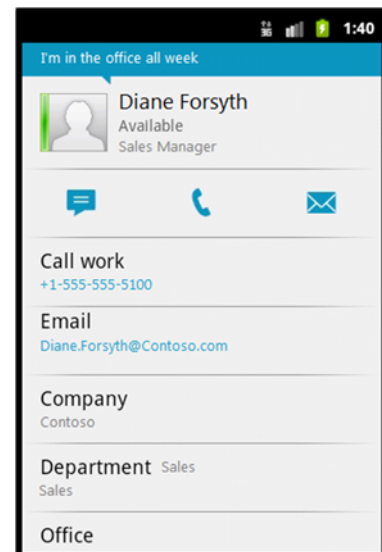 3G 1:40
I'm in the office all week
Diane Forsyth
Available
Sales Manager
Call work
+1-555-555-5100
Email
Diane.Forsyth@Contoso.com
Company
Contoso
Department Sales
Sales
Office